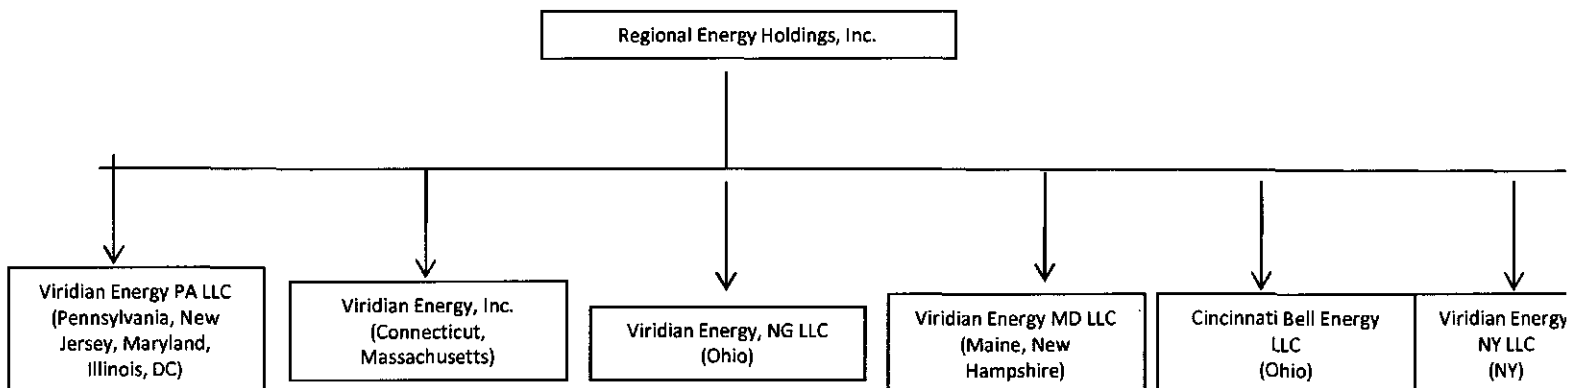 Regional Energy Holdings, Inc.
Viridian Energy PA LLC
(Pennsylvania, New
Jersey, Maryland,
Illinois, DC)
Viridian Energy, Inc.
(Connecticut,
Massachusetts)
Viridian Energy, NG LLC
(Ohio)
Viridian Energy MD LLC
(Maine, New
Hampshire)
Cincinnati Bell Energy
LLC
(Ohio)
Viridian Energy
NY LLC
(NY)